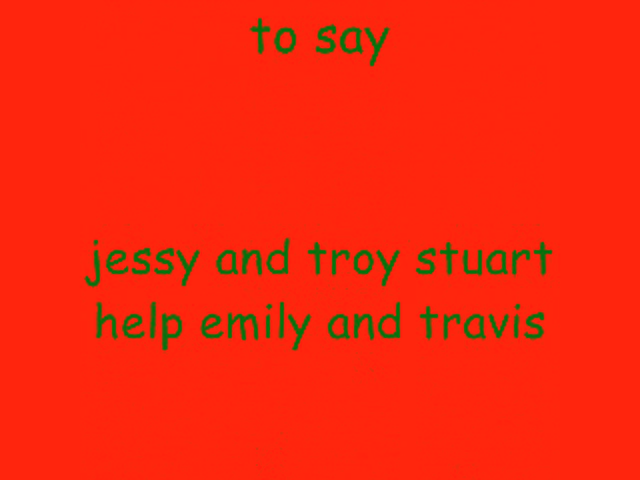 to say
jessy and troy stuart
help emily and travis